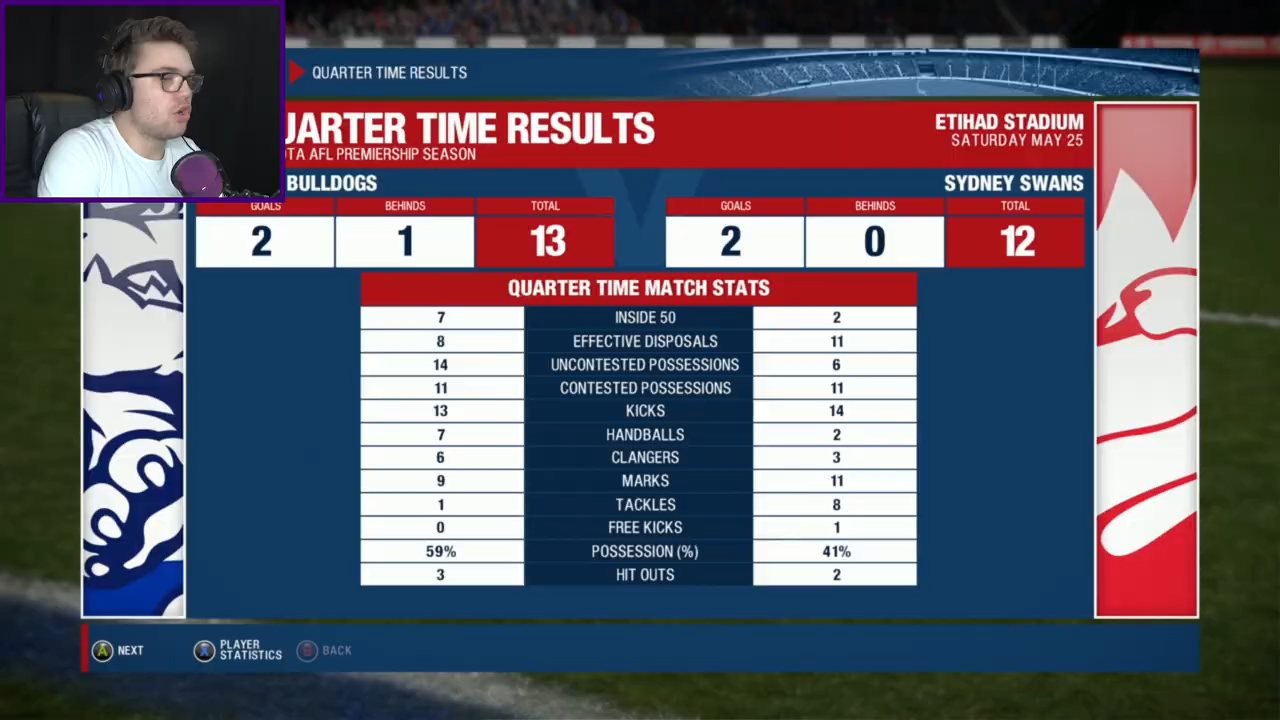 QUARTER TIME RESULTS
UARTER TIME RESULTS
OTA AFL PREMIERSHIP SEASON
ETIHAD STADIUM
SATURDAY MAY 25
BULLDOGS
SYDNEY SWANS
GOALS BEHINDS TOTAL GOALS BEHINDS TOTAL
2 1 13 2 0 12
QUARTER TIME MATCH STATS
7 INSIDE 50 2
8 EFFECTIVE DISPOSALS 11
14 UNCONTESTED POSSESSIONS 6
11 CONTESTED POSSESSIONS 11
13 KICKS 14
7 HANDBALLS 2
6 CLANGERS 3
9 MARKS 11
1 TACKLES 8
0 FREE KICKS 1
59% POSSESSION (%) 41%
3 HIT OUTS 2
A NEXT X PLAYER STATISTICS B BACK